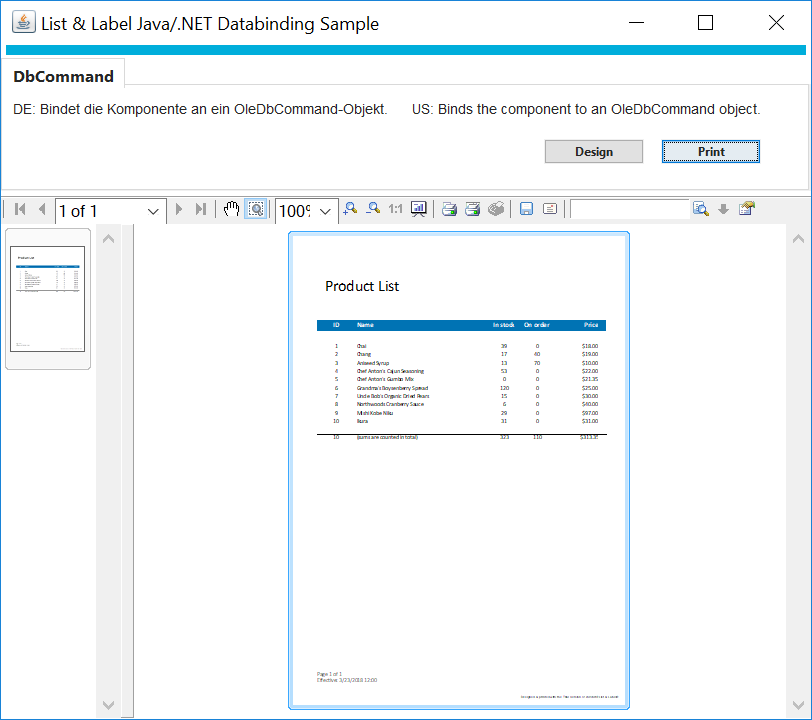 List & Label Java/.NET Databinding Sample
DbCommand
DE: Bindet die Komponente an ein OleDbCommand-Objekt. US: Binds the component to an OleDbCommand object.
Design Print
1 of 1 100% 1:1
Product List
Product List
ID Name In stock On order Price
1 Chai 39 0 $18.00
2 Chang 17 40 $19.00
3 Aniseed Syrup 13 70 $10.00
4 Chef Anton's Cajun Seasoning 53 0 $22.00
5 Chef Anton's Gumbo Mix 0 0 $21.35
6 Grandma's Boysenberry Spread 120 0 $25.00
7 Uncle Bob's Organic Dried Pears 15 0 $30.00
8 Northwoods Cranberry Sauce 6 0 $40.00
9 Mishi Kobe Niku 29 0 $97.00
10 Ikura 31 0 $31.00
10 (sums are counted in total) 323 110 $313.35
Page 1 of 1
Effective: 3/23/2018 12:00